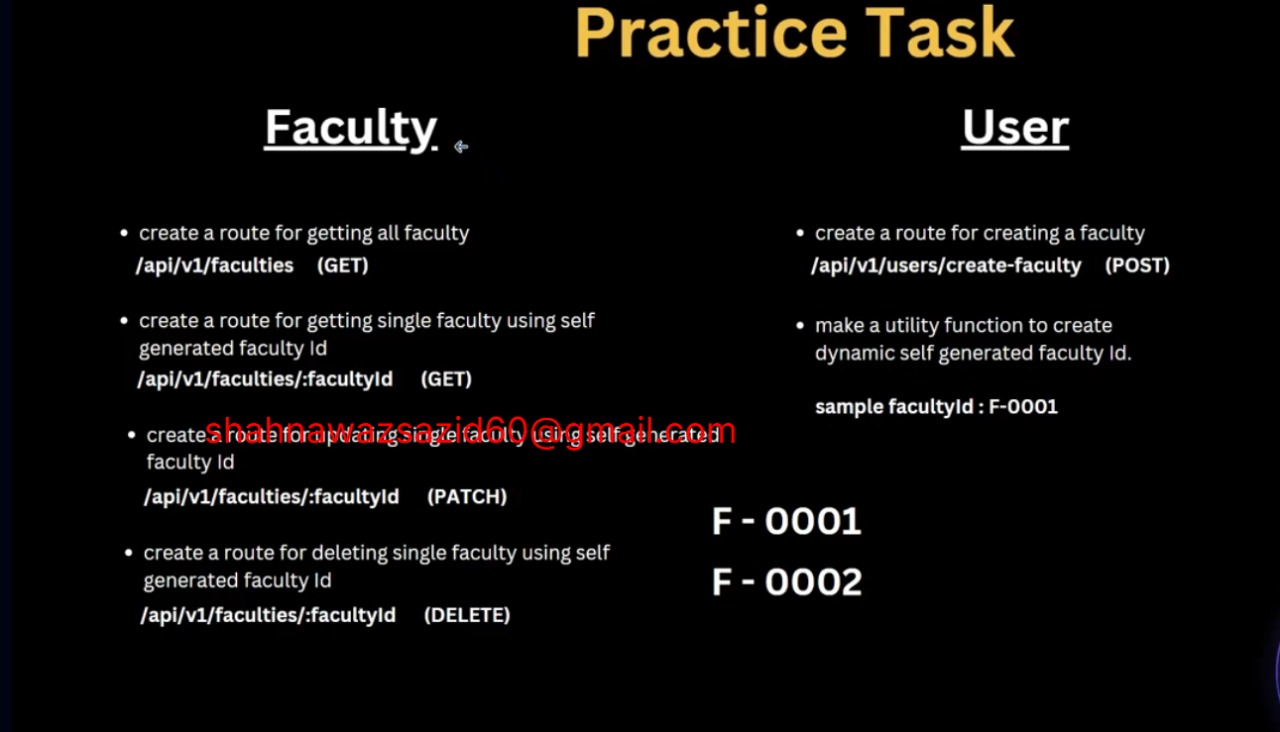 Practice Task
Faculty
create a route for getting all faculty
/api/v1/faculties (GET)
create a route for getting single faculty using self
generated faculty Id
/api/v1/faculties/:facultyId (GET)
create a route for updating single faculty using self generated
faculty Id
shahnawazsazid60@gmail.com
/api/v1/faculties/:facultyId (PATCH)
create a route for deleting single faculty using self
generated faculty Id
/api/v1/faculties/:facultyId (DELETE)
User
create a route for creating a faculty
/api/v1/users/create-faculty (POST)
make a utility function to create
dynamic self generated faculty Id.
sample facultyId : F-0001
F - 0001
F - 0002